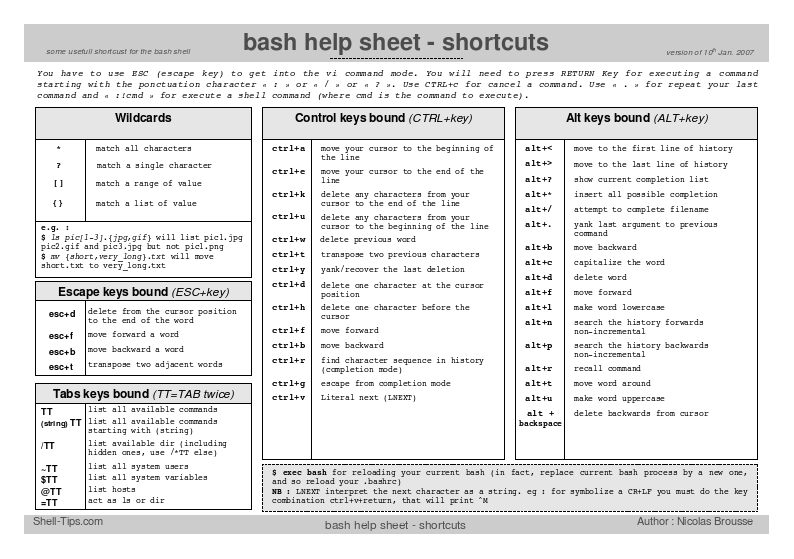 bash help sheet - shortcuts
some usefull shortcust for the bash shell
version of 10th Jan. 2007
You have to use ESC (escape key) to get into the vi command mode. You will need to press RETURN Key for executing a command
starting with the ponctuation character « : » or « / » or « ? ». Use CTRL+c for cancel a command. Use « . » for repeat your last
command and « :!cmd » for execute a shell command (where cmd is the command to execute).
Wildcards
* match all characters
? match a single character
[ ] match a range of value
{ } match a list of value
e.g. :
$ ls pic[1-3].{jpg,gif} will list pic1.jpg
pic2.gif and pic3.jpg but not pic1.png
$ mv {short,very_long}.txt will move
short.txt to very_long.txt
Escape keys bound (ESC+key)
esc+d delete from the cursor position
to the end of the word
esc+f move forward a word
esc+b move backward a word
esc+t transpose two adjacent words
Tabs keys bound (TT=TAB twice)
TT list all available commands
(string) TT list all available commands
starting with (string)
/TT list available dir (including
hidden ones, use /*TT else)
~TT list all system users
$TT list all system variables
@TT list hosts
=TT act as ls or dir
Control keys bound (CTRL+key)
ctrl+a move your cursor to the beginning of
the line
ctrl+e move your cursor to the end of the
line
ctrl+k delete any characters from your
cursor to the end of the line
ctrl+u delete any characters from your
cursor to the beginning of the line
ctrl+w delete previous word
ctrl+t transpose two previous characters
ctrl+y yank/recover the last deletion
ctrl+d delete one character at the cursor
position
ctrl+h delete one character before the
cursor
ctrl+f move forward
ctrl+b move backward
ctrl+r find character sequence in history
(completion mode)
ctrl+g escape from completion mode
ctrl+v Literal next (LNEXT)
Alt keys bound (ALT+key)
alt+< move to the first line of history
alt+> move to the last line of history
alt+? show current completion list
alt+* insert all possible completion
alt+/ attempt to complete filename
alt+. yank last argument to previous
command
alt+b move backward
alt+c capitalize the word
alt+d delete word
alt+f move forward
alt+l make word lowercase
alt+n search the history forwards
non-incremental
alt+p search the history backwards
non-incremental
alt+r recall command
alt+t move word around
alt+u make word uppercase
alt + delete backwards from cursor
backspace
$ exec bash for reloading your current bash (in fact, replace current bash process by a new one,
and so reload your .bashrc)
NB : LNEXT interpret the next character as a string. eg : for symbolize a CR+LF you must do the key
combination ctrl+v+return, that will print ^M
Shell-Tips.com
bash help sheet - shortcuts
Author : Nicolas Brousse